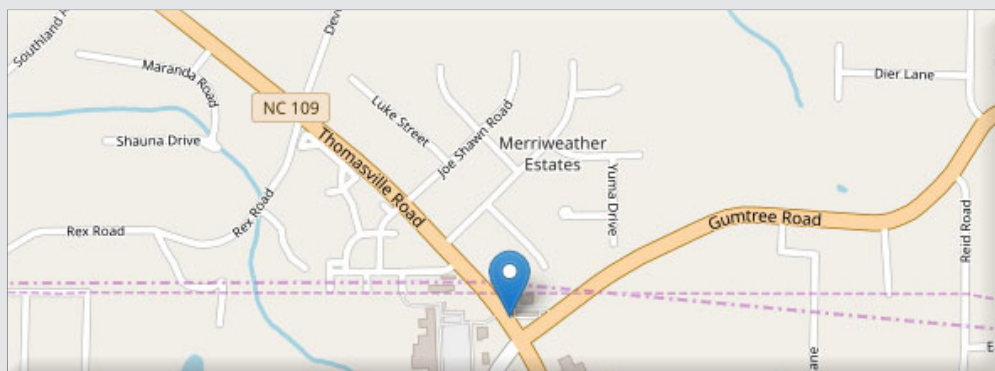 Southland
Maranda Road
NC 109
Luke Street
Dier Lane
Shauna Drive
Thomasville Road
Joe Shawn Road
Merriweather
Estates
Yuma Drive
Gumtree Road
Rex Road
Rex Road
Reid Road